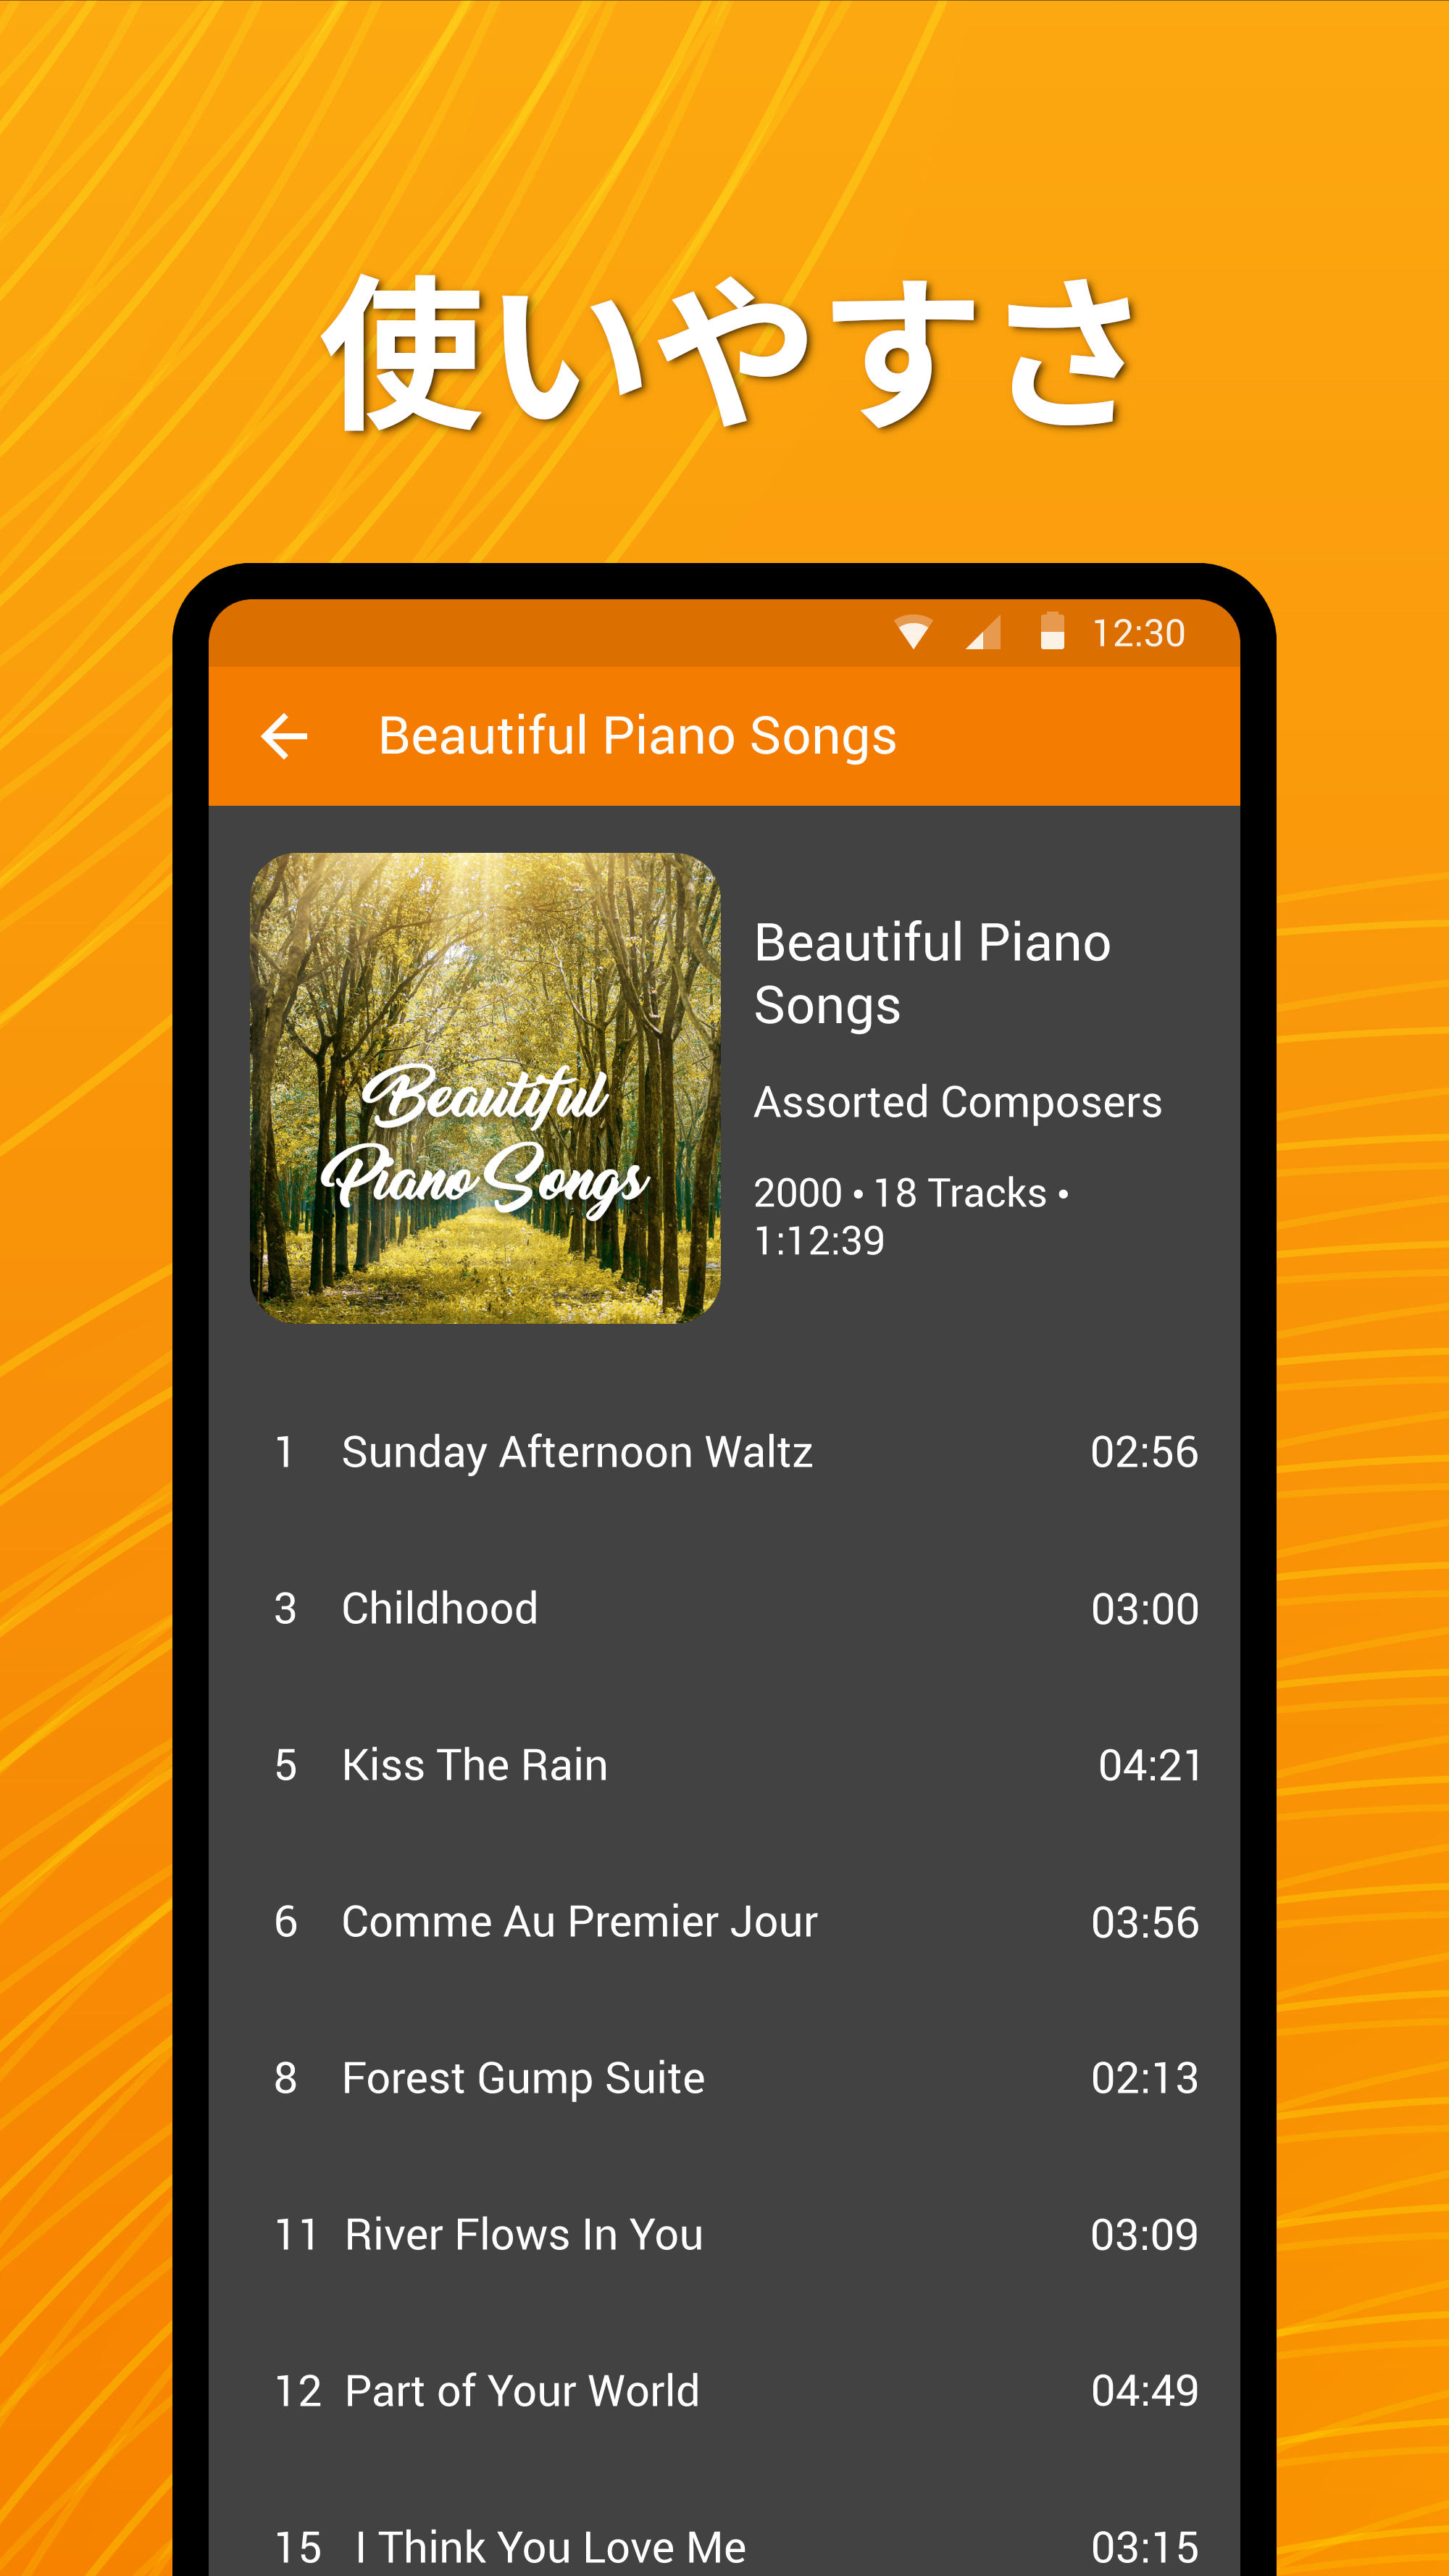 使いやすさ
12:30
Beautiful Piano Songs
Beautiful
Piano Songs
Beautiful Piano
Songs
Assorted Composers
2000 • 18 Tracks •
1:12:39
1 Sunday Afternoon Waltz 02:56
3 Childhood 03:00
5 Kiss The Rain 04:21
6 Comme Au Premier Jour 03:56
8 Forest Gump Suite 02:13
11 River Flows In You 03:09
12 Part of Your World 04:49
15 I Think You Love Me 03:15